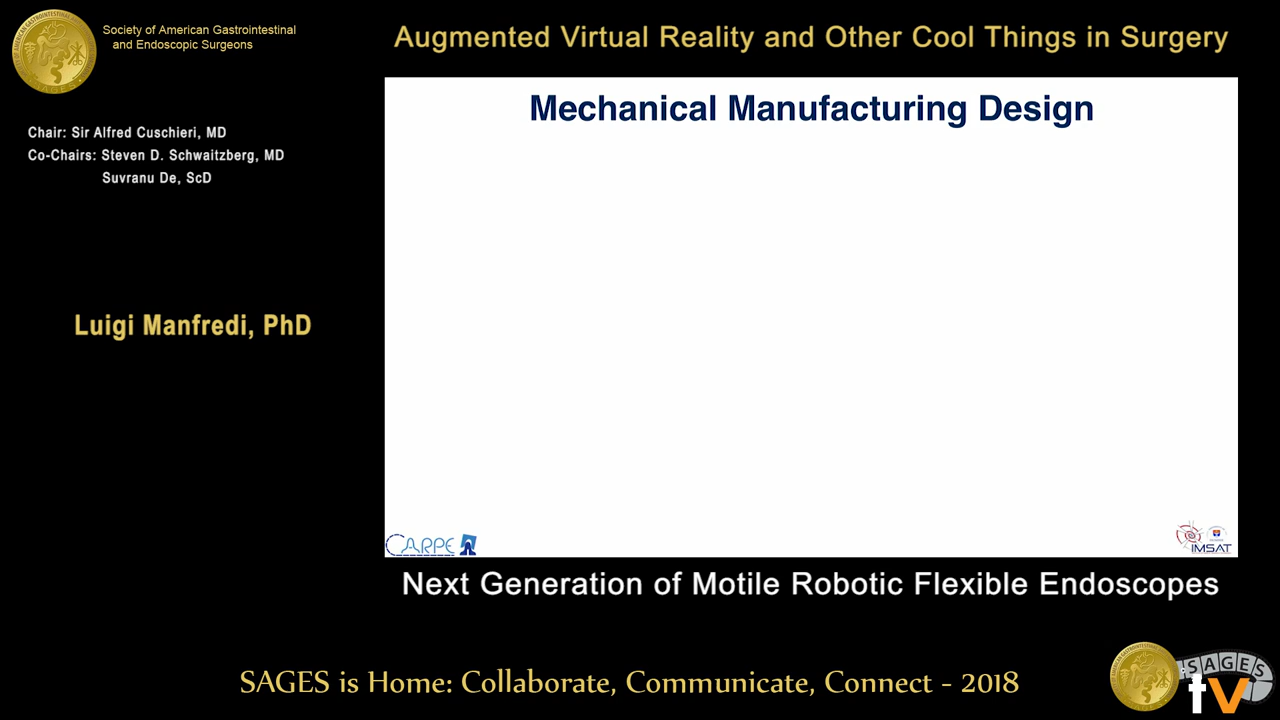 Society of American Gastrointestinal
and Endoscopic Surgeons
Augmented Virtual Reality and Other Cool Things in Surgery
Chair: Sir Alfred Cuschieri, MD
Co-Chairs: Steven D. Schwaitzberg, MD
Suvranu De, ScD
Luigi Manfredi, PhD
Mechanical Manufacturing Design
CARPE
IMSAT
Next Generation of Motile Robotic Flexible Endoscopes
SAGES is Home: Collaborate, Communicate, Connect - 2018
SAGES
tv